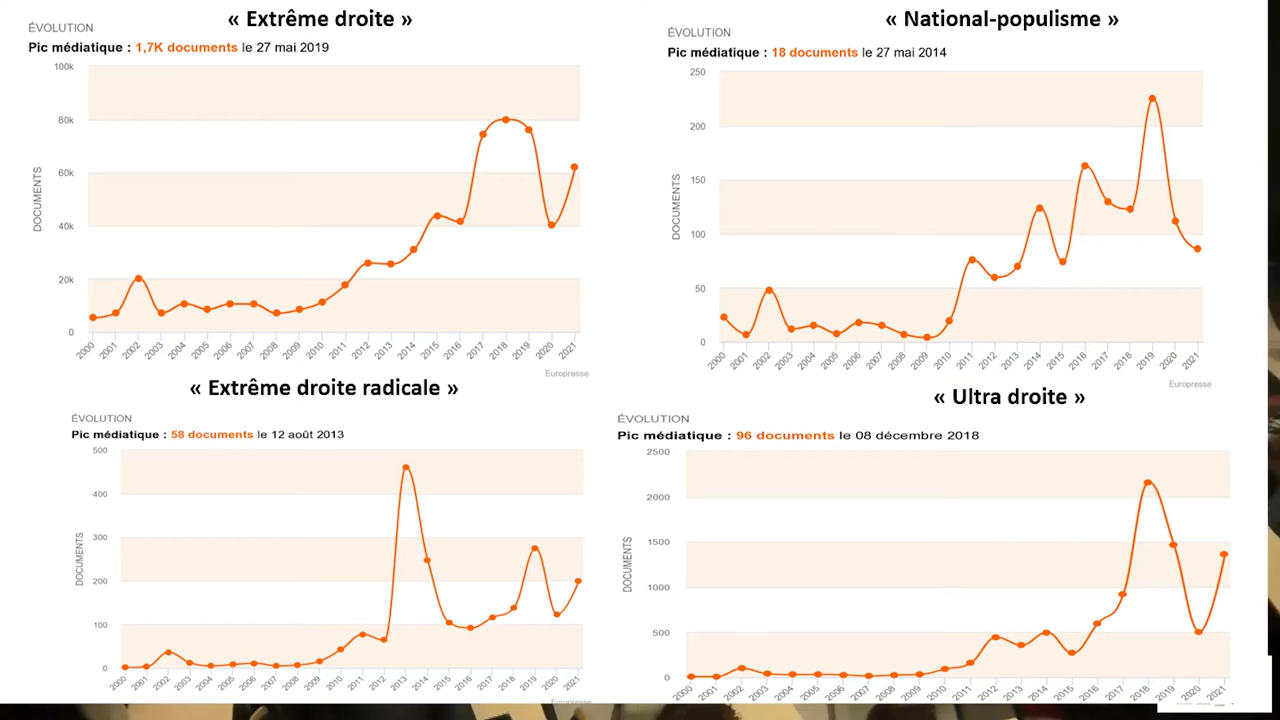 « Extrême droite »
ÉVOLUTION
Pic médiatique : 1,7K documents le 27 mai 2019
100k
80k
60k
40k
20k
0
DOCUMENTS
2000 2001 2002 2003 2004 2005 2006 2007 2008 2009 2010 2011 2012 2013 2014 2015 2016 2017 2018 2019 2020 2021
Europresse
« National-populisme »
ÉVOLUTION
Pic médiatique : 18 documents le 27 mai 2014
250
200
150
100
50
0
DOCUMENTS
2000 2001 2002 2003 2004 2005 2006 2007 2008 2009 2010 2011 2012 2013 2014 2015 2016 2017 2018 2019 2020 2021
Europresse
« Extrême droite radicale »
ÉVOLUTION
Pic médiatique : 58 documents le 12 août 2013
500
400
300
200
100
0
DOCUMENTS
2000 2001 2002 2003 2004 2005 2006 2007 2008 2009 2010 2011 2012 2013 2014 2015 2016 2017 2018 2019 2020 2021
Europresse
« Ultra droite »
ÉVOLUTION
Pic médiatique : 96 documents le 08 décembre 2018
2500
2000
1500
1000
500
0
DOCUMENTS
2000 2001 2002 2003 2004 2005 2006 2007 2008 2009 2010 2011 2012 2013 2014 2015 2016 2017 2018 2019 2020 2021